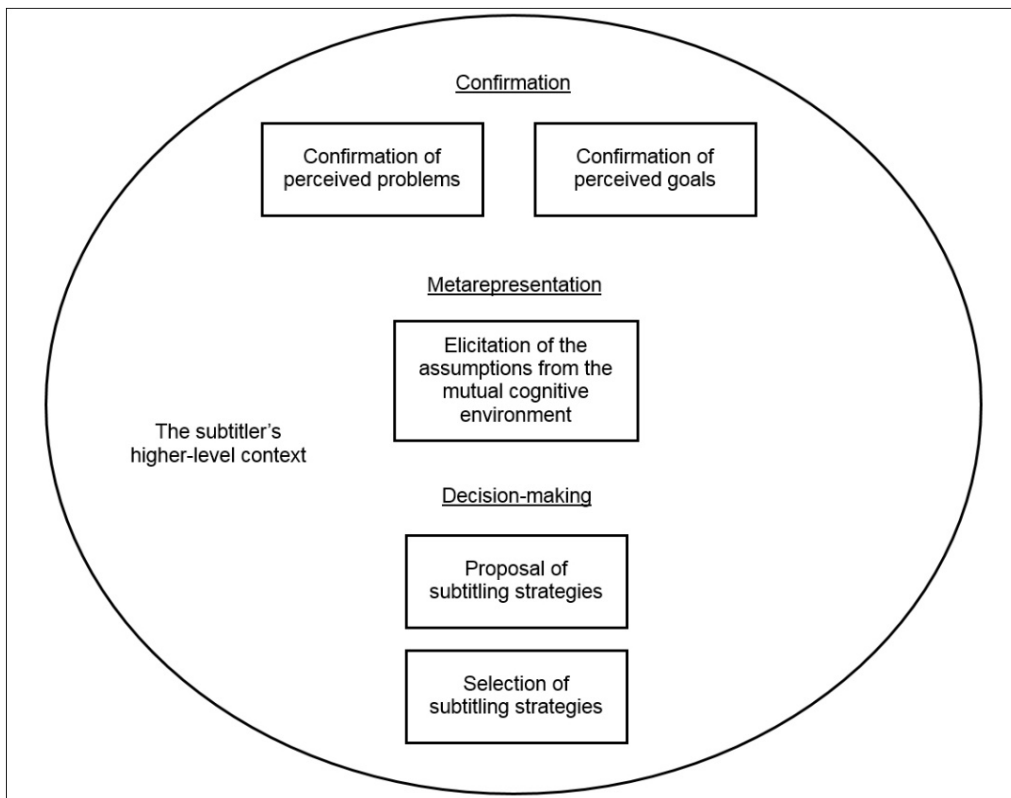 Confirmation
Confirmation of
perceived problems
Confirmation of
perceived goals
Metarepresentation
Elicitation of the
assumptions from the
mutual cognitive
environment
The subtitler’s
higher-level context
Decision-making
Proposal of
subtitling strategies
Selection of
subtitling strategies